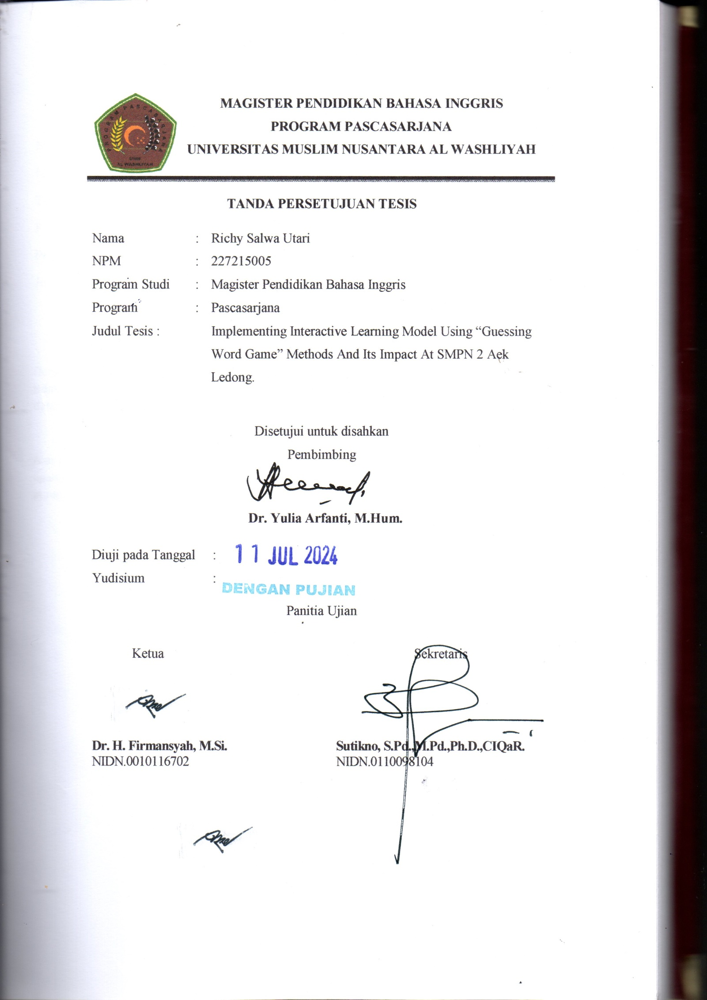 PROGRAM PASCASARJANA
UMN
AL WASHLIYAH
MAGISTER PENDIDIKAN BAHASA INGGRIS
PROGRAM PASCASARJANA
UNIVERSITAS MUSLIM NUSANTARA AL WASHLIYAH
TANDA PERSETUJUAN TESIS
Nama : Richy Salwa Utari
NPM : 227215005
Program Studi : Magister Pendidikan Bahasa Inggris
Program : Pascasarjana
Judul Tesis : Implementing Interactive Learning Model Using “Guessing
Word Game” Methods And Its Impact At SMPN 2 Aek
Ledong.
Disetujui untuk disahkan
Pembimbing
Dr. Yulia Arfanti, M.Hum.
Diuji pada Tanggal : 11 JUL 2024
Yudisium :
DENGAN PUJIAN
Panitia Ujian
Ketua Sekretaris
Dr. H. Firmansyah, M.Si. Sutikno, S.Pd.,M.Pd.,Ph.D.,CIQaR.
NIDN.0010116702 NIDN.0110098104